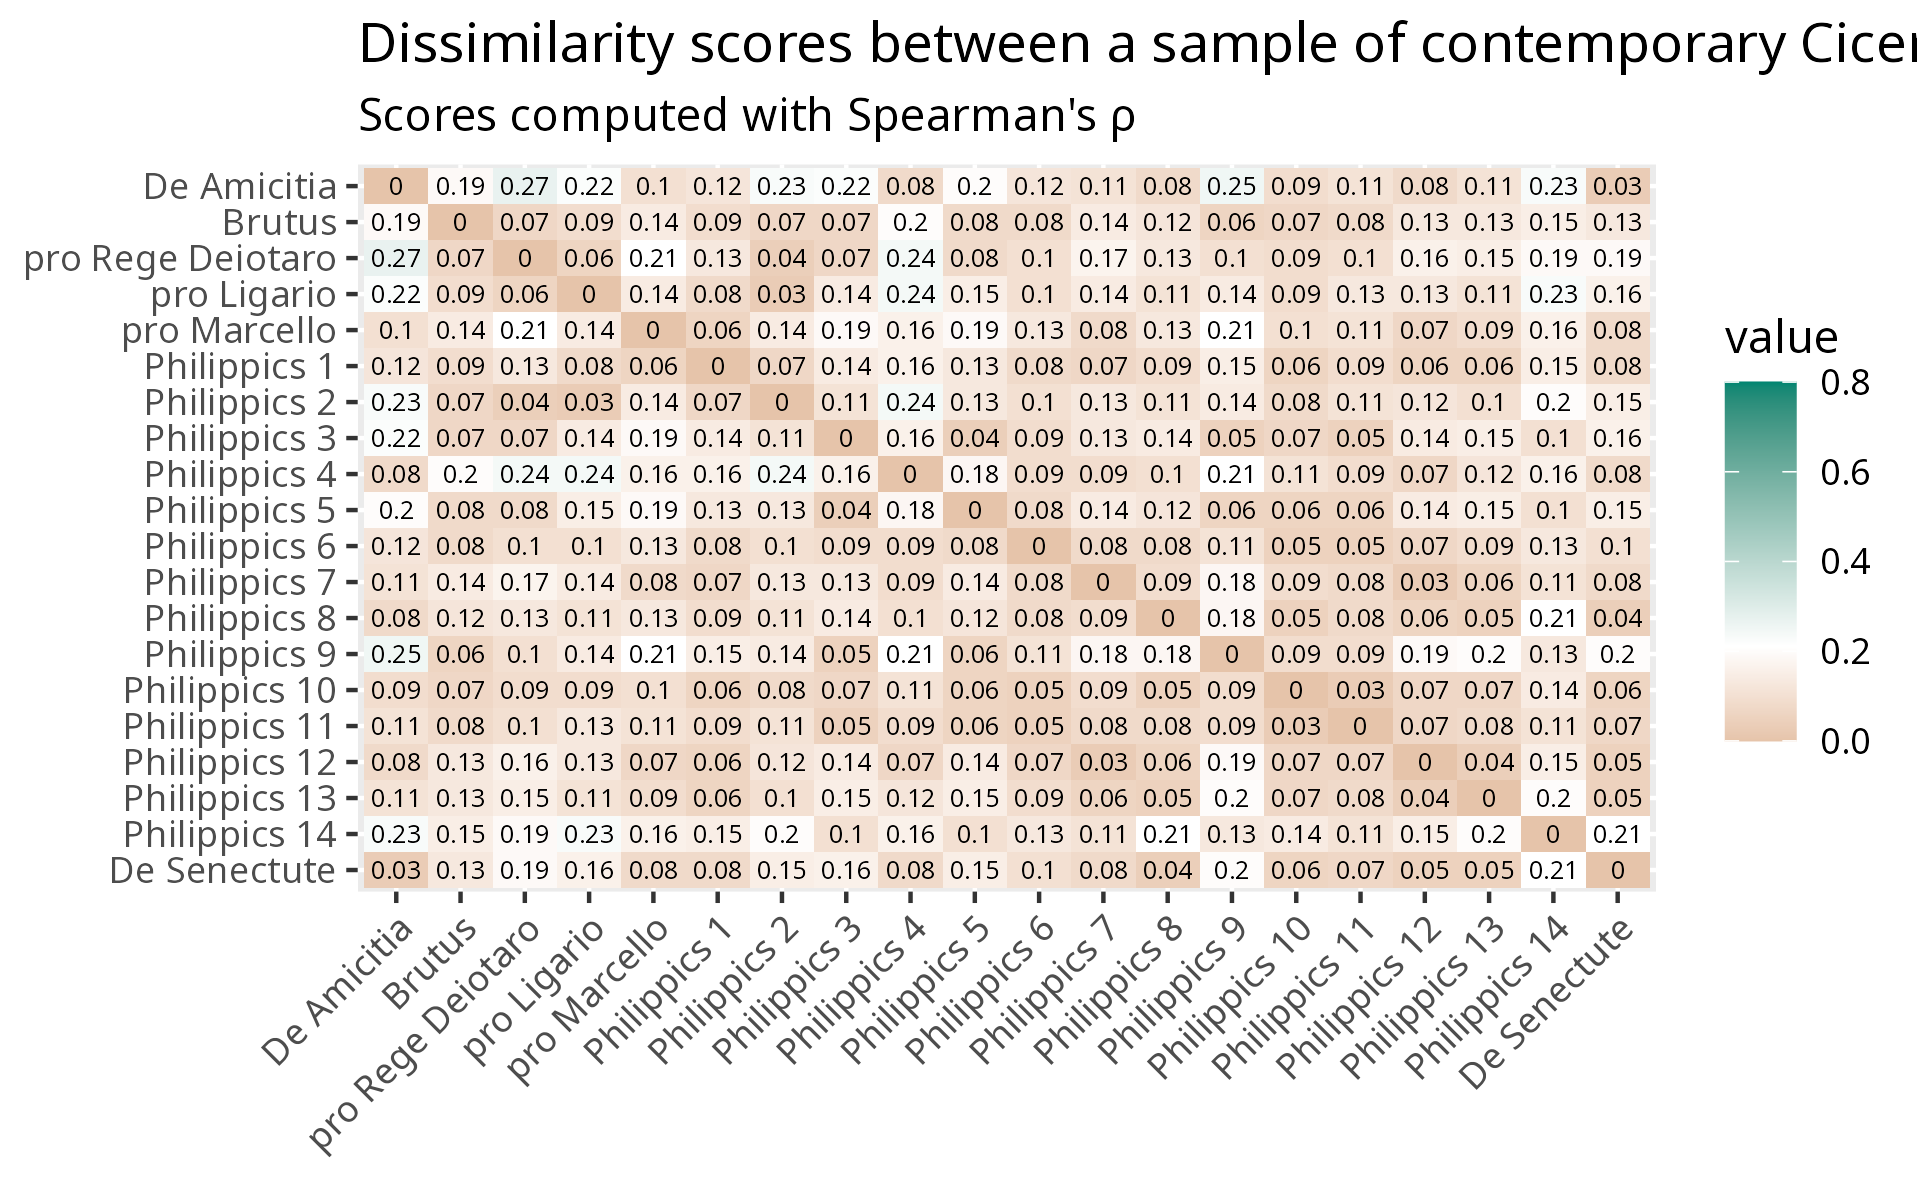 Dissimilarity scores between a sample of contemporary
Scores computed with Spearman's ρ
De Amicitia 0 0.19 0.27 0.22 0.1 0.12 0.23 0.22 0.08 0.2 0.12 0.11 0.08 0.25 0.09 0.11 0.08 0.11 0.23 0.03
Brutus 0.19 0 0.07 0.09 0.14 0.09 0.07 0.07 0.2 0.08 0.08 0.14 0.12 0.06 0.07 0.08 0.13 0.13 0.15 0.13
pro Rege Deiotaro 0.27 0.07 0 0.06 0.21 0.13 0.04 0.07 0.24 0.08 0.1 0.17 0.13 0.1 0.09 0.1 0.16 0.15 0.19 0.19
pro Ligario 0.22 0.09 0.06 0 0.14 0.08 0.03 0.14 0.24 0.15 0.1 0.14 0.11 0.14 0.09 0.13 0.13 0.11 0.23 0.16
pro Marcello 0.1 0.14 0.21 0.14 0 0.06 0.14 0.19 0.16 0.19 0.13 0.08 0.13 0.21 0.1 0.11 0.07 0.09 0.16 0.08
Philippics 1 0.12 0.09 0.13 0.08 0.06 0 0.07 0.14 0.16 0.13 0.08 0.07 0.09 0.15 0.06 0.09 0.06 0.06 0.15 0.08
Philippics 2 0.23 0.07 0.04 0.03 0.14 0.07 0 0.11 0.24 0.13 0.1 0.13 0.11 0.14 0.08 0.11 0.12 0.1 0.2 0.15
Philippics 3 0.22 0.07 0.07 0.14 0.19 0.14 0.11 0 0.16 0.04 0.09 0.13 0.14 0.05 0.07 0.05 0.14 0.15 0.1 0.16
Philippics 4 0.08 0.2 0.24 0.24 0.16 0.16 0.24 0.16 0 0.18 0.09 0.09 0.1 0.21 0.11 0.09 0.07 0.12 0.16 0.08
Philippics 5 0.2 0.08 0.08 0.15 0.19 0.13 0.13 0.04 0.18 0 0.08 0.14 0.12 0.06 0.06 0.06 0.14 0.15 0.1 0.15
Philippics 6 0.12 0.08 0.1 0.1 0.13 0.08 0.1 0.09 0.09 0.08 0 0.08 0.08 0.11 0.05 0.05 0.07 0.09 0.13 0.1
Philippics 7 0.11 0.14 0.17 0.14 0.08 0.07 0.13 0.13 0.09 0.14 0.08 0 0.09 0.18 0.09 0.08 0.03 0.06 0.11 0.08
Philippics 8 0.08 0.12 0.13 0.11 0.13 0.09 0.11 0.14 0.1 0.12 0.08 0.09 0 0.18 0.05 0.08 0.06 0.05 0.21 0.04
Philippics 9 0.25 0.06 0.1 0.14 0.21 0.15 0.14 0.05 0.21 0.06 0.11 0.18 0.18 0 0.09 0.09 0.19 0.2 0.13 0.2
Philippics 10 0.09 0.07 0.09 0.09 0.1 0.06 0.08 0.07 0.11 0.06 0.05 0.09 0.05 0.09 0 0.03 0.07 0.07 0.14 0.06
Philippics 11 0.11 0.08 0.1 0.13 0.11 0.09 0.11 0.05 0.09 0.06 0.05 0.08 0.08 0.09 0.03 0 0.07 0.08 0.11 0.07
Philippics 12 0.08 0.13 0.16 0.13 0.07 0.06 0.12 0.14 0.07 0.14 0.07 0.03 0.06 0.19 0.07 0.07 0 0.04 0.15 0.05
Philippics 13 0.11 0.13 0.15 0.11 0.09 0.06 0.1 0.15 0.12 0.15 0.09 0.06 0.05 0.2 0.07 0.08 0.04 0 0.2 0.05
Philippics 14 0.23 0.15 0.19 0.23 0.16 0.15 0.2 0.1 0.16 0.1 0.13 0.11 0.21 0.13 0.14 0.11 0.15 0.2 0 0.21
De Senectute 0.03 0.13 0.19 0.16 0.08 0.08 0.15 0.16 0.08 0.15 0.1 0.08 0.04 0.2 0.06 0.07 0.05 0.05 0.21 0
De Amicitia
Brutus
pro Rege Deiotaro
pro Ligario
pro Marcello
Philippics 1
Philippics 2
Philippics 3
Philippics 4
Philippics 5
Philippics 6
Philippics 7
Philippics 8
Philippics 9
Philippics 10
Philippics 11
Philippics 12
Philippics 13
Philippics 14
De Senectute
value
0.8
0.6
0.4
0.2
0.0